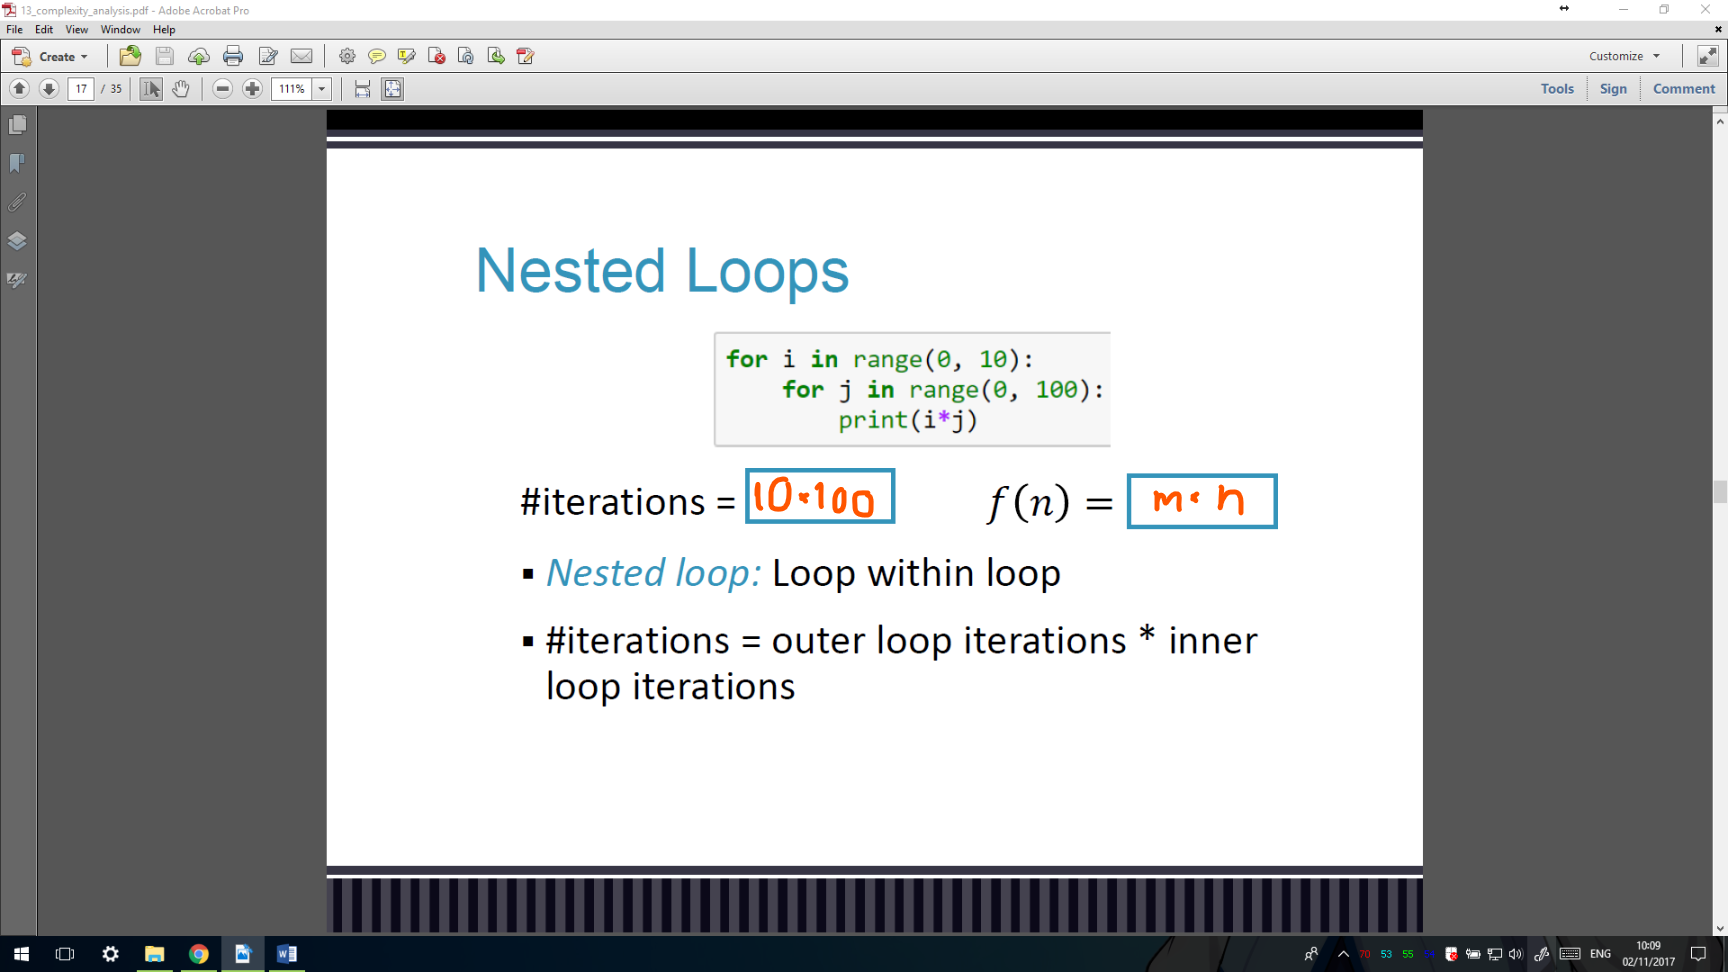 13_complexity_analysis.pdf - Adobe Acrobat Pro
File Edit View Window Help
Create
Customize
17 / 35
111%
Tools Sign Comment
Nested Loops
for i in range(0, 10):
for j in range(0, 100):
print(i*j)
#iterations = 10*100 f(n) = m * n
▪ Nested loop: Loop within loop
▪ #iterations = outer loop iterations * inner
loop iterations
70 53 55 ENG 10:09
02/11/2017